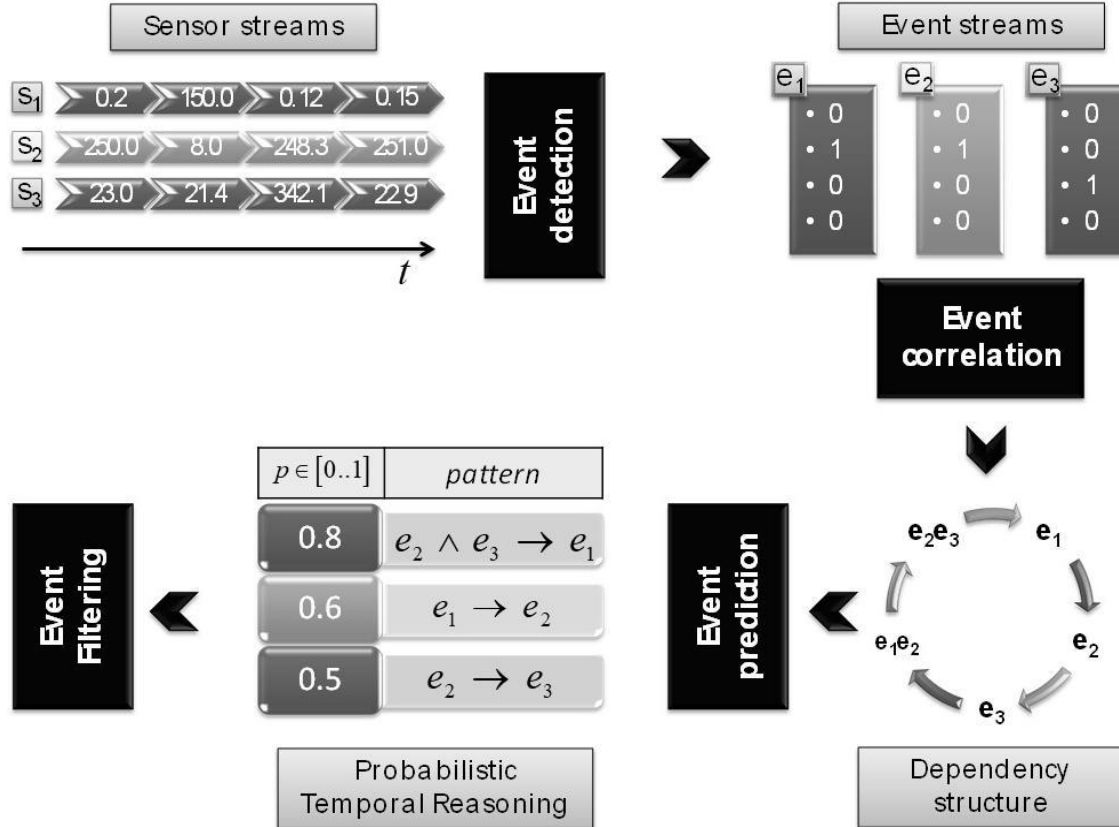 Sensor streams
S₁ 0.2 150.0 0.12 0.15
S₂ 250.0 8.0 248.3 251.0
S₃ 23.0 21.4 342.1 22.9
t
Event
detection
Event streams
e₁ e₂ e₃
• 0 • 0 • 0
• 1 • 1 • 0
• 0 • 0 • 1
• 0 • 0 • 0
Event
correlation
e₂e₃ e₁
e₁e₂ e₂
e₃
Dependency
structure
Event
prediction
p ∈ [0..1] pattern
0.8 e₂ ∧ e₃ → e₁
0.6 e₁ → e₂
0.5 e₂ → e₃
Probabilistic
Temporal Reasoning
Event
Filtering